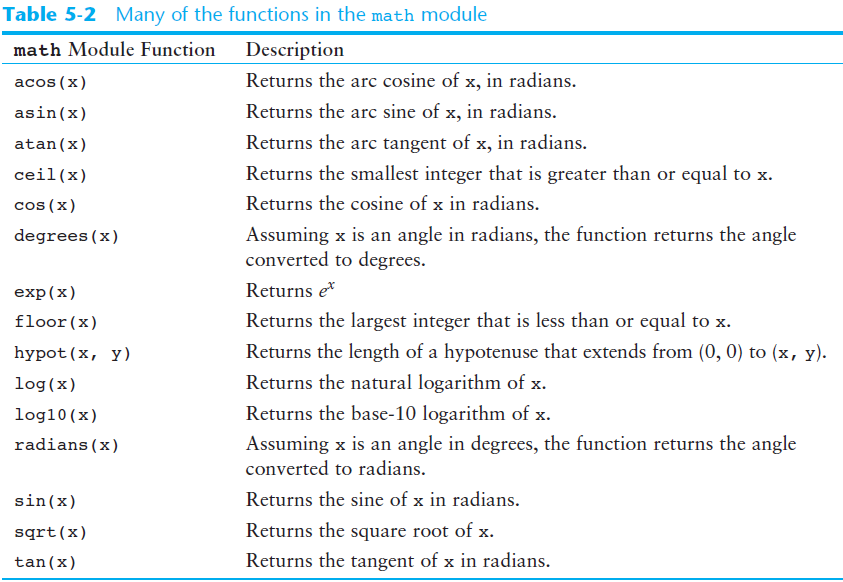 Table 5-2 Many of the functions in the math module
math Module Function Description
acos(x) Returns the arc cosine of x, in radians.
asin(x) Returns the arc sine of x, in radians.
atan(x) Returns the arc tangent of x, in radians.
ceil(x) Returns the smallest integer that is greater than or equal to x.
cos(x) Returns the cosine of x in radians.
degrees(x) Assuming x is an angle in radians, the function returns the angle
converted to degrees.
exp(x) Returns eˣ
floor(x) Returns the largest integer that is less than or equal to x.
hypot(x, y) Returns the length of a hypotenuse that extends from (0, 0) to (x, y).
log(x) Returns the natural logarithm of x.
log10(x) Returns the base-10 logarithm of x.
radians(x) Assuming x is an angle in degrees, the function returns the angle
converted to radians.
sin(x) Returns the sine of x in radians.
sqrt(x) Returns the square root of x.
tan(x) Returns the tangent of x in radians.